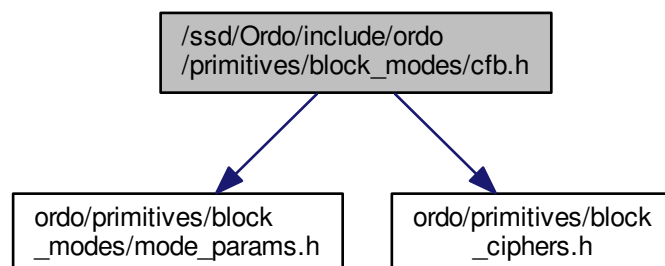 /ssd/Ordo/include/ordo
/primitives/block_modes/cfb.h
ordo/primitives/block
_modes/mode_params.h
ordo/primitives/block
_ciphers.h